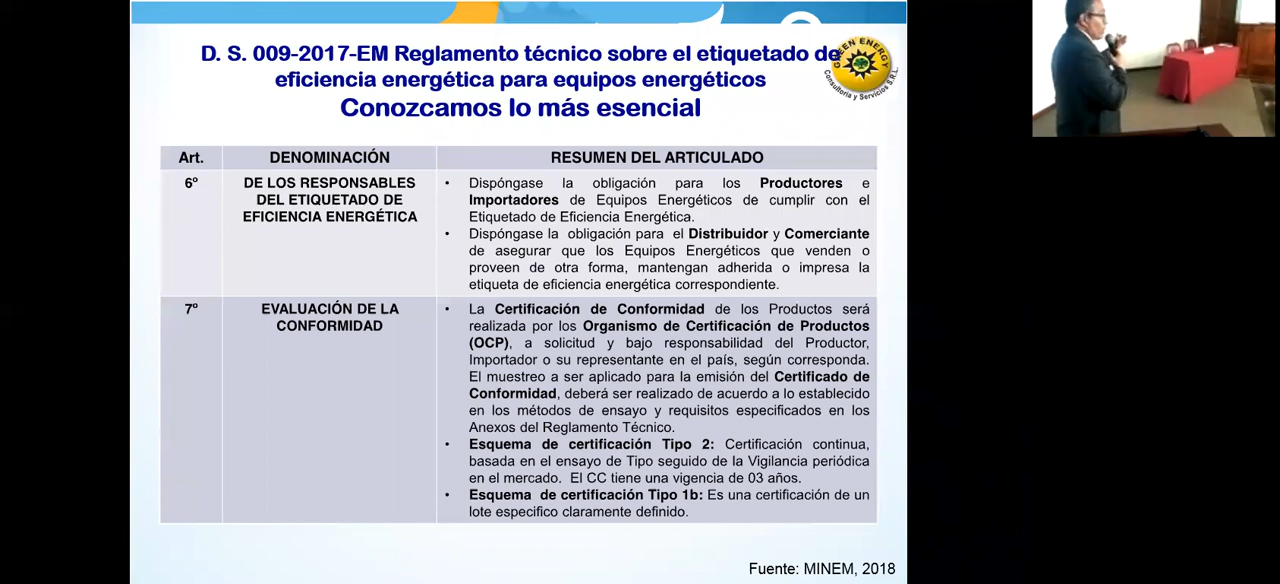 D. S. 009-2017-EM Reglamento técnico sobre el etiquetado de
eficiencia energética para equipos energéticos
Conozcamos lo más esencial
GREEN ENERGY
Consultoría y Servicios S.R.L.
Art.
DENOMINACIÓN
RESUMEN DEL ARTICULADO
6º
DE LOS RESPONSABLES
DEL ETIQUETADO DE
EFICIENCIA ENERGÉTICA
• Dispóngase la obligación para los Productores e
Importadores de Equipos Energéticos de cumplir con el
Etiquetado de Eficiencia Energética.
• Dispóngase la obligación para el Distribuidor y Comerciante
de asegurar que los Equipos Energéticos que venden o
proveen de otra forma, mantengan adherida o impresa la
etiqueta de eficiencia energética correspondiente.
7º
EVALUACIÓN DE LA
CONFORMIDAD
• La Certificación de Conformidad de los Productos será
realizada por los Organismo de Certificación de Productos
(OCP), a solicitud y bajo responsabilidad del Productor,
Importador o su representante en el país, según corresponda.
El muestreo a ser aplicado para la emisión del Certificado de
Conformidad, deberá ser realizado de acuerdo a lo establecido
en los métodos de ensayo y requisitos especificados en los
Anexos del Reglamento Técnico.
• Esquema de certificación Tipo 2: Certificación continua,
basada en el ensayo de Tipo seguido de la Vigilancia periódica
en el mercado. El CC tiene una vigencia de 03 años.
• Esquema de certificación Tipo 1b: Es una certificación de un
lote especifico claramente definido.
Fuente: MINEM, 2018